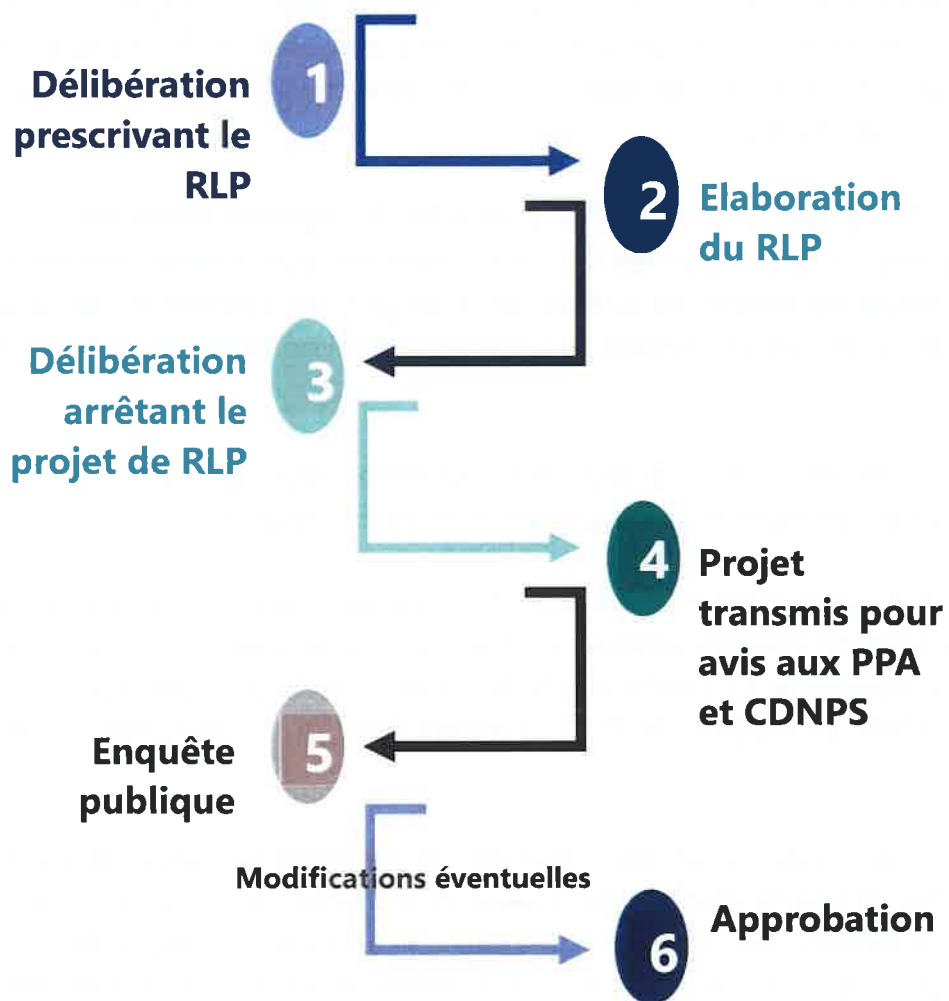 1
Délibération
prescrivant le
RLP
2
Elaboration
du RLP
3
Délibération
arrêtant le
projet de RLP
4
Projet
transmis pour
avis aux PPA
et CDNPS
5
Enquête
publique
Modifications éventuelles
6
Approbation